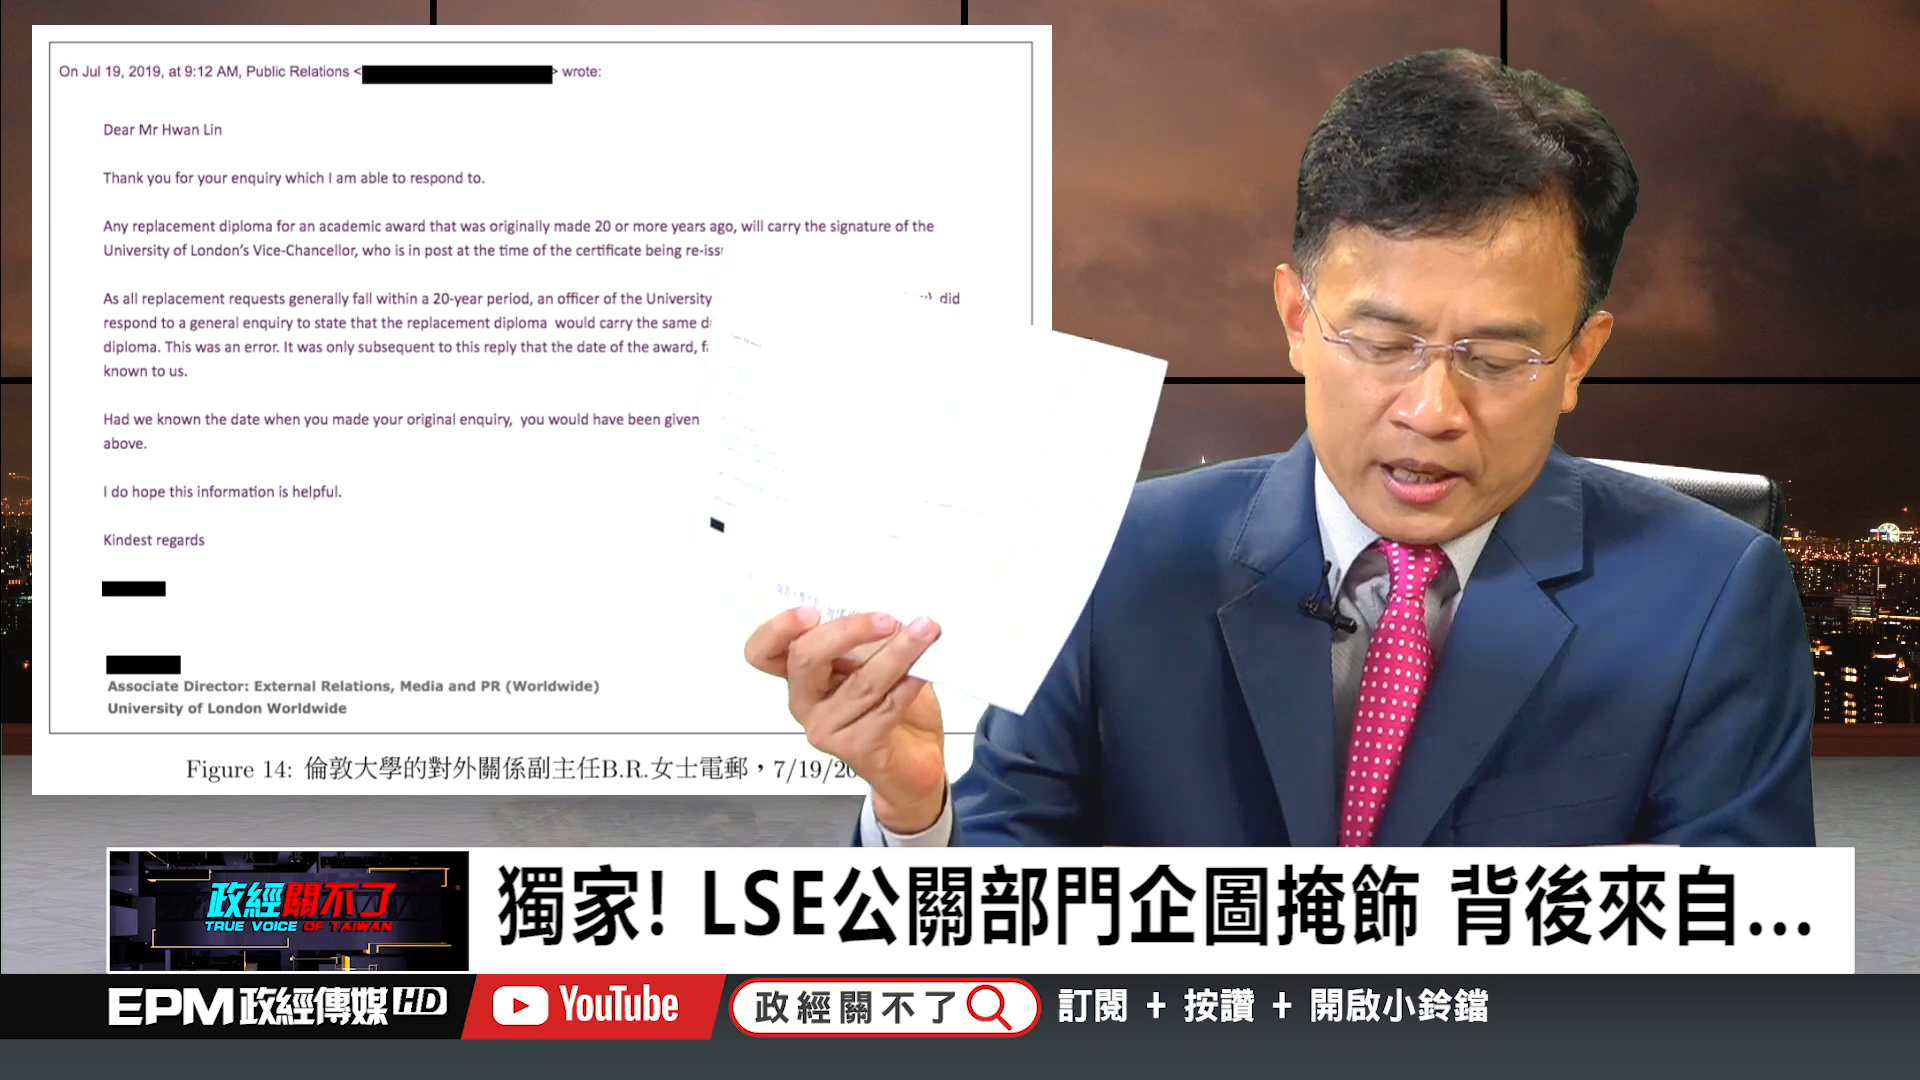 On Jul 19, 2019, at 9:12 AM, Public Relations < > wrote:
Dear Mr Hwan Lin
Thank you for your enquiry which I am able to respond to.
Any replacement diploma for an academic award that was originally made 20 or more years ago, will carry the signature of the
University of London's Vice-Chancellor, who is in post at the time of the certificate being
As all replacement requests generally fall within a 20-year period, an officer of the University did
respond to a general enquiry to state that the replacement diploma would carry the same
diploma. This was an error. It was only subsequent to this reply that the date of the award,
known to us.
Had we known the date when you made your original enquiry, you would have been given
above.
I do hope this information is helpful.
Kindest regards
Associate Director: External Relations, Media and PR (Worldwide)
University of London Worldwide
Figure 14: 倫敦大學的對外關係副主任B.R.女士電郵，7/19/20
政經關不了
TRUE VOICE OF TAIWAN
獨家! LSE公關部門企圖掩飾 背後來自...
EPM政經傳媒HD
YouTube
政經關不了
訂閱 + 按讚 + 開啟小鈴鐺